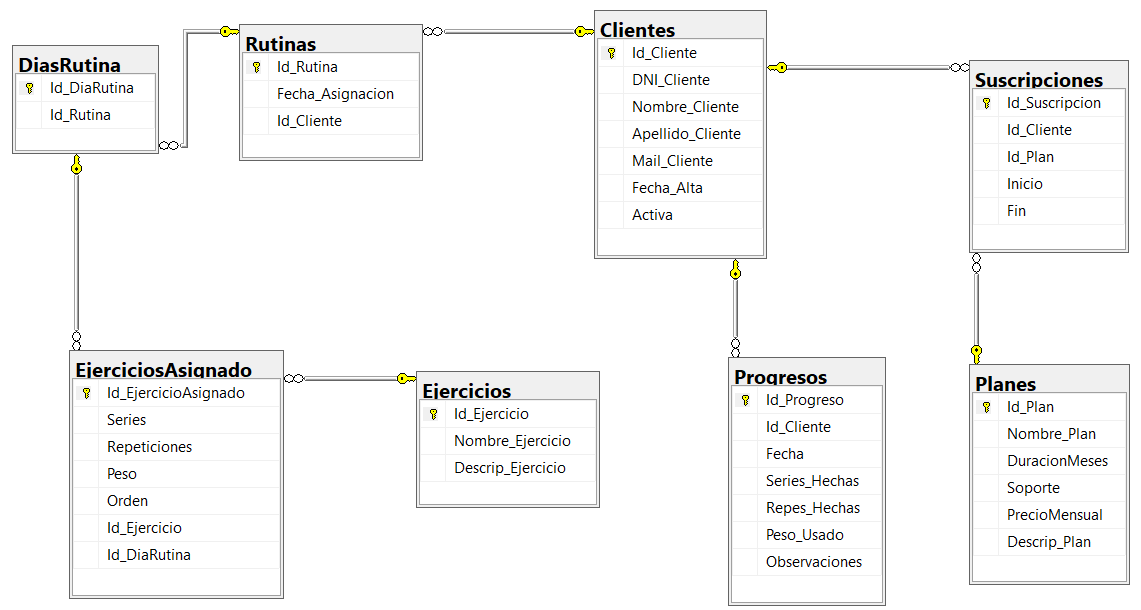 DiasRutina
Id_DiaRutina
Id_Rutina
Rutinas
Id_Rutina
Fecha_Asignacion
Id_Cliente
Clientes
Id_Cliente
DNI_Cliente
Nombre_Cliente
Apellido_Cliente
Mail_Cliente
Fecha_Alta
Activa
Suscripciones
Id_Suscripcion
Id_Cliente
Id_Plan
Inicio
Fin
EjerciciosAsignado
Id_EjercicioAsignado
Series
Repeticiones
Peso
Orden
Id_Ejercicio
Id_DiaRutina
Ejercicios
Id_Ejercicio
Nombre_Ejercicio
Descrip_Ejercicio
Progresos
Id_Progreso
Id_Cliente
Fecha
Series_Hechas
Repes_Hechas
Peso_Usado
Observaciones
Planes
Id_Plan
Nombre_Plan
DuracionMeses
Soporte
PrecioMensual
Descrip_Plan